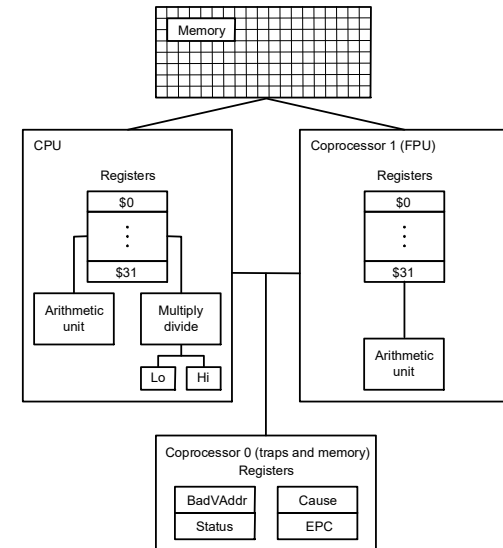 Memory
CPU
Registers
$0
$31
Arithmetic
unit
Multiply
divide
Lo
Hi
Coprocessor 1 (FPU)
Registers
$0
$31
Arithmetic
unit
Coprocessor 0 (traps and memory)
Registers
BadVAddr
Cause
Status
EPC